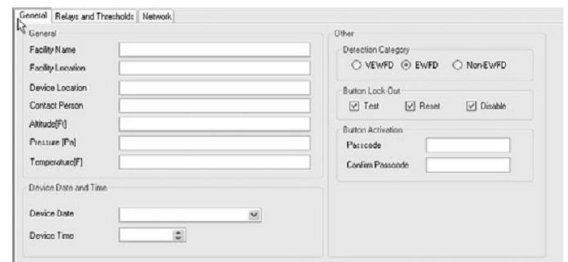 General Relays and Thresholds Network
General
Facility Name
Facility Location
Device Location
Contact Person
Altitude[Ft]
Pressure [Pa]
Temperature[F]
Device Date and Time
Device Date
Device Time
Other
Detection Category
VEWFD EWFD Non-EWFD
Button Lock Out
Test Reset Disable
Button Activation
Passcode
Confirm Passcode